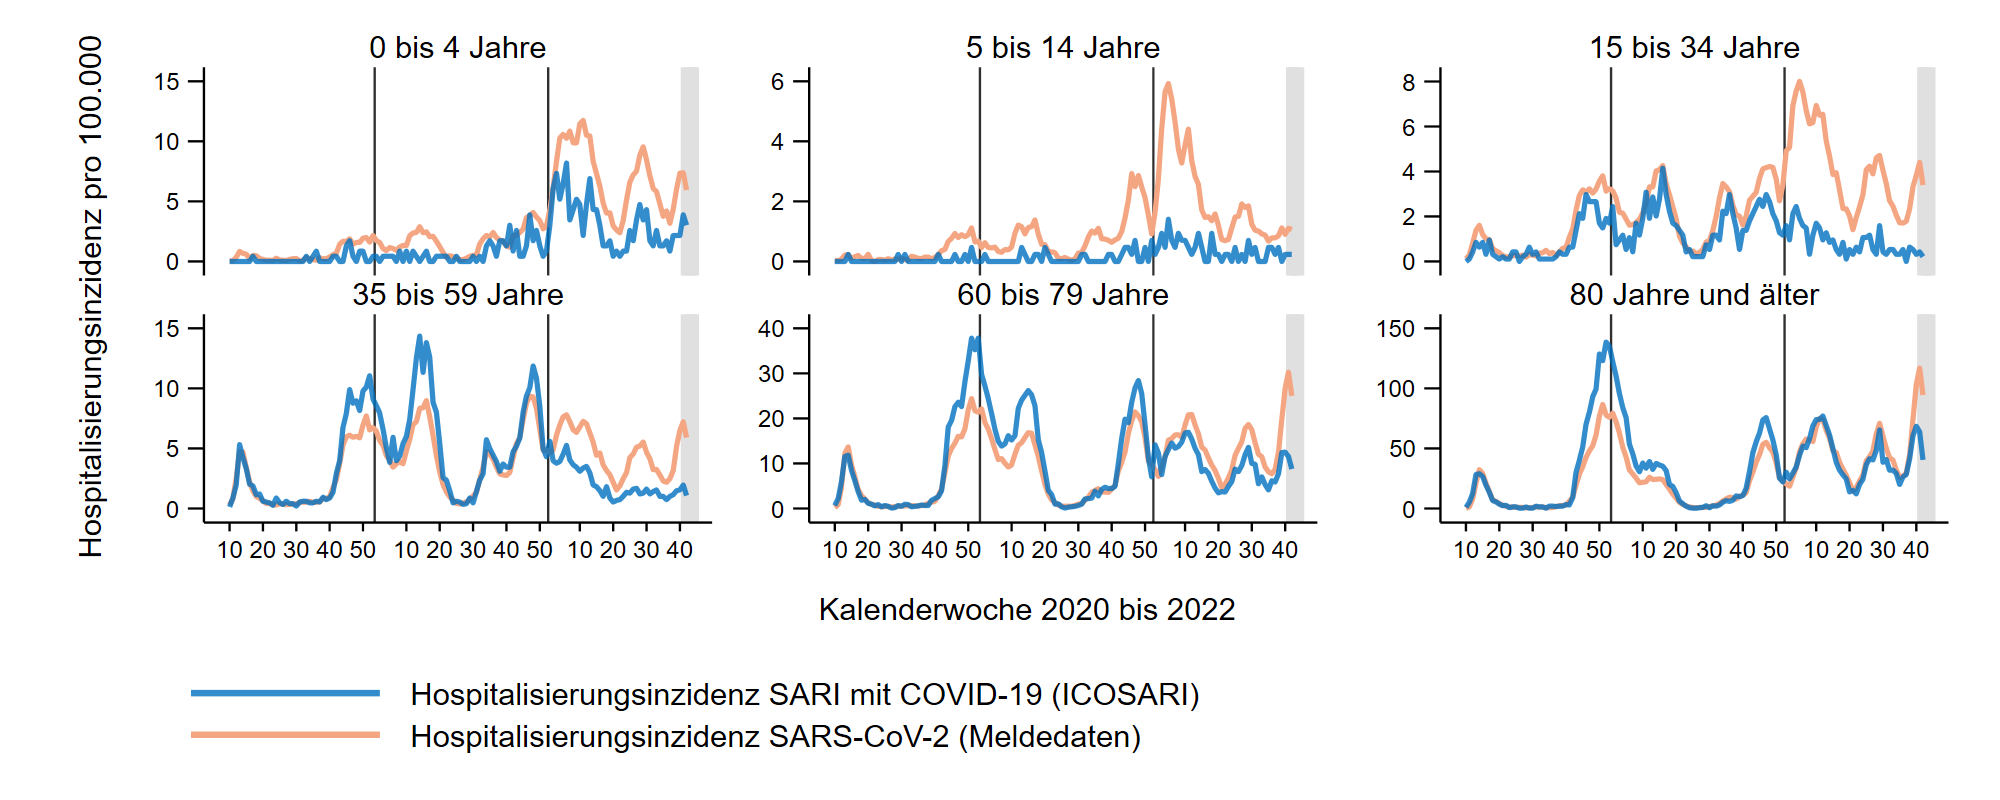 Hospitalisierungsinzidenz pro 100.000
0 bis 4 Jahre
15
10
5
0
5 bis 14 Jahre
6
4
2
0
15 bis 34 Jahre
8
6
4
2
0
35 bis 59 Jahre
15
10
5
0
10 20 30 40 50 10 20 30 40 50 10 20 30 40
60 bis 79 Jahre
40
30
20
10
0
10 20 30 40 50 10 20 30 40 50 10 20 30 40
80 Jahre und älter
150
100
50
0
10 20 30 40 50 10 20 30 40 50 10 20 30 40
Kalenderwoche 2020 bis 2022
Hospitalisierungsinzidenz SARI mit COVID-19 (ICOSARI)
Hospitalisierungsinzidenz SARS-CoV-2 (Meldedaten)